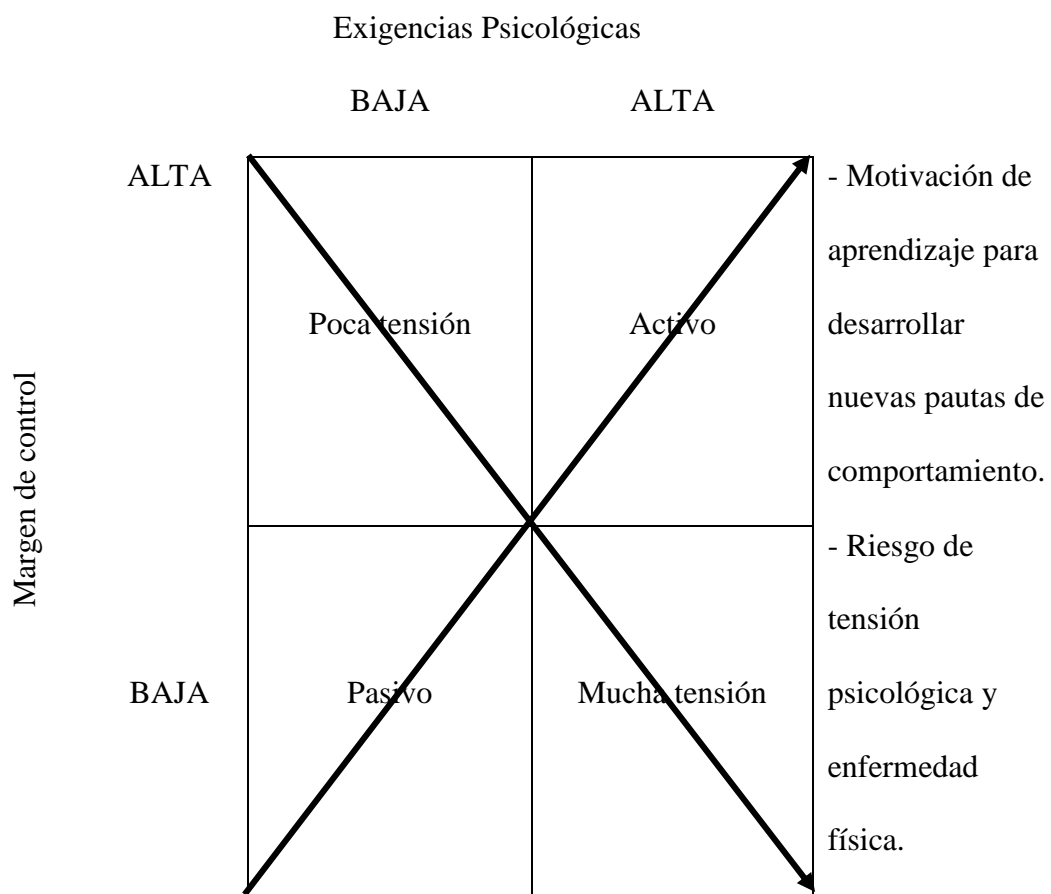 Exigencias Psicológicas
BAJA
ALTA
ALTA
Margen de control
Poca tensión
Activo
- Motivación de
aprendizaje para
desarrollar
nuevas pautas de
comportamiento.
BAJA
Pasivo
Mucha tensión
- Riesgo de
tensión
psicológica y
enfermedad
física.